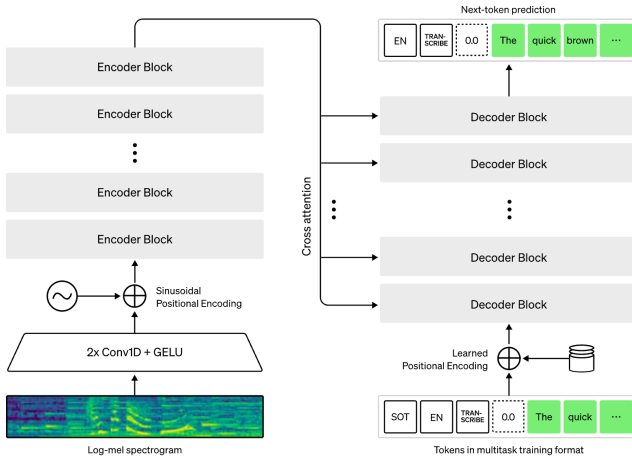 Encoder Block
Encoder Block
⋮
Encoder Block
Encoder Block
Sinusoidal
Positional Encoding
2x Conv1D + GELU
Log-mel spectrogram
Cross attention
Next-token prediction
EN TRAN-
SCRIBE 0.0 The quick brown ...
Decoder Block
Decoder Block
⋮
Decoder Block
Decoder Block
Learned
Positional Encoding
SOT EN TRAN-
SCRIBE 0.0 The quick ...
Tokens in multitask training format